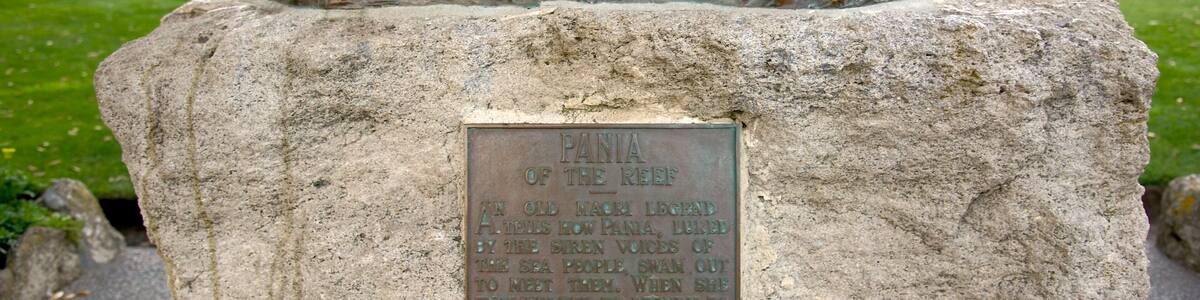 PANIA
OF THE REEF
AN OLD MAORI LEGEND
TELLS HOW PANIA, LURED
BY THE SIREN VOICES OF
THE SEA PEOPLE, SWAM OUT
TO MEET THEM. WHEN SHE